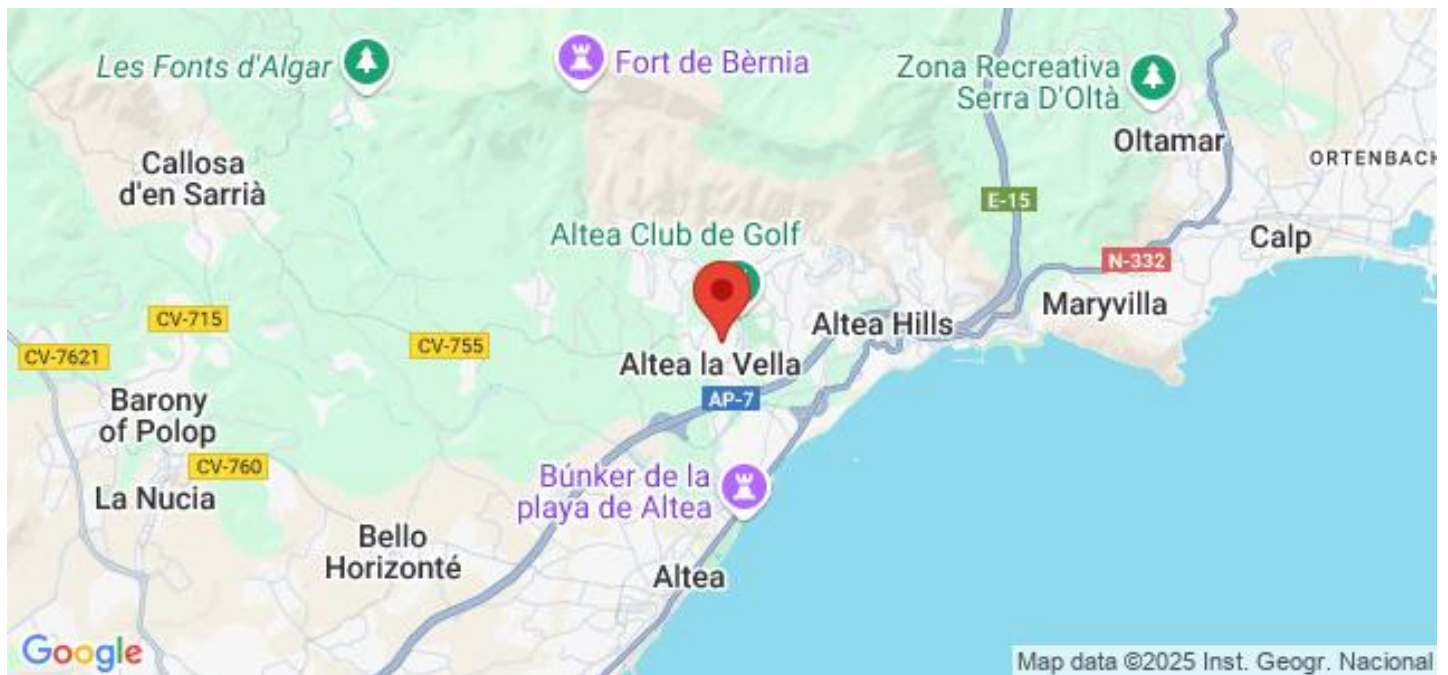 Les Fonts d'Algar
Fort de Bèrnia
Zona Recreativa
Serra D'Oltà
Oltamar
ORTENBACH
Callosa
d'en Sarrià
E-15
Altea Club de Golf
Calp
N-332
Maryvilla
CV-715
Altea Hills
CV-755
CV-7621
Altea la Vella
AP-7
Barony
of Polop
CV-760
La Nucia
Búnker de la
playa de Altea
Bello
Horizonté
Altea
Google
Map data ©2025 Inst. Geogr. Nacional